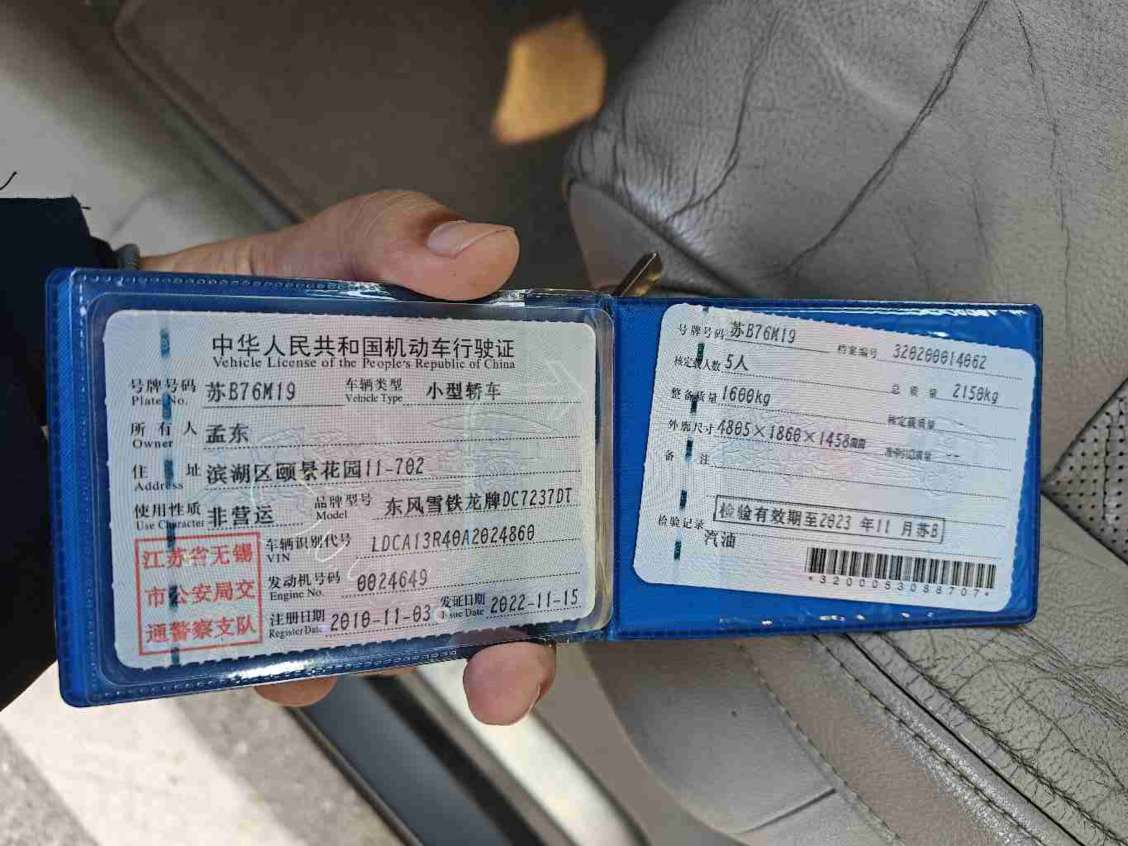 中华人民共和国机动车行驶证
Vehicle License of the People's Republic of China
号牌号码 苏B76M19 车辆类型 小型轿车
Plate No. Vehicle Type
所有人 孟东
Owner
住址 滨湖区颐景花园11-702
Address
使用性质 非营运 品牌型号 东风雪铁龙牌DC7237DT
Use Character Model
江苏省无锡
市公安局交
通警察支队
车辆识别代号 LDCA13R40A2024860
VIN
发动机号码 0024649
Engine No.
注册日期 2010-11-03 发证日期 2022-11-15
Register Date Issue Date
号牌号码 苏B76M19 档案编号 320200014062
核定载人数 5人 总质量 2150kg
整备质量 1600kg 核定载质量
外廓尺寸 4805×1860×1458mm 准牵引总质量 --
备注
检验有效期至2023年11月苏B
检验记录 汽油
*3200053088707*